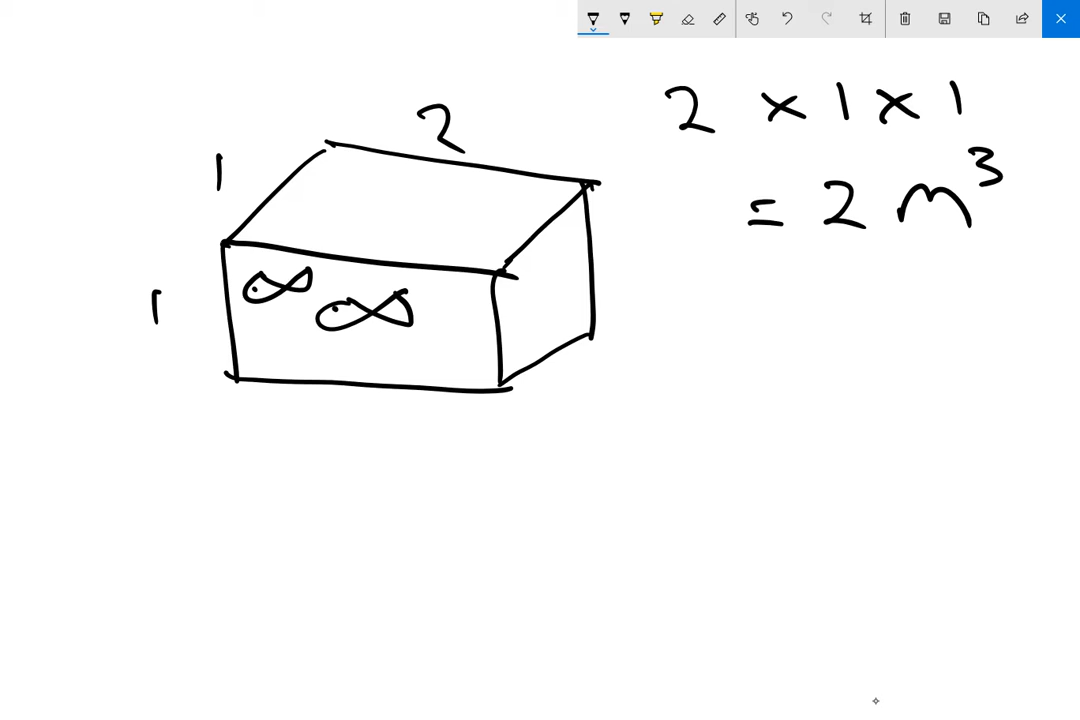 2
1
1
2 × 1 × 1
= 2 m³